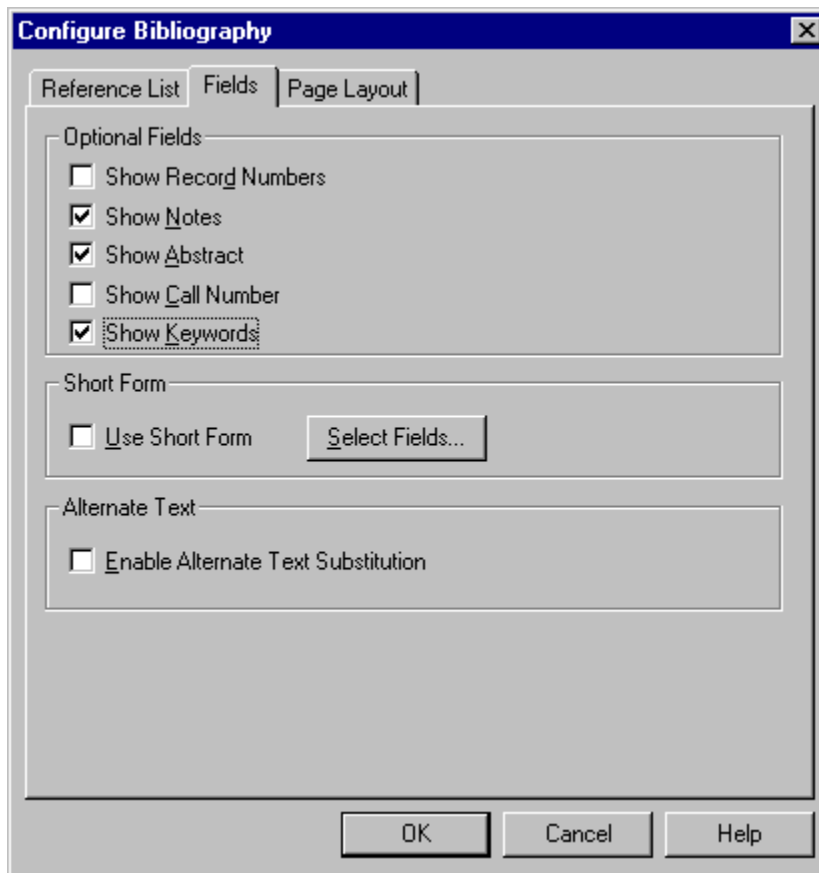 Configure Bibliography
Reference List Fields Page Layout
Optional Fields
Show Record Numbers
Show Notes
Show Abstract
Show Call Number
Show Keywords
Short Form
Use Short Form Select Fields...
Alternate Text
Enable Alternate Text Substitution
OK Cancel Help